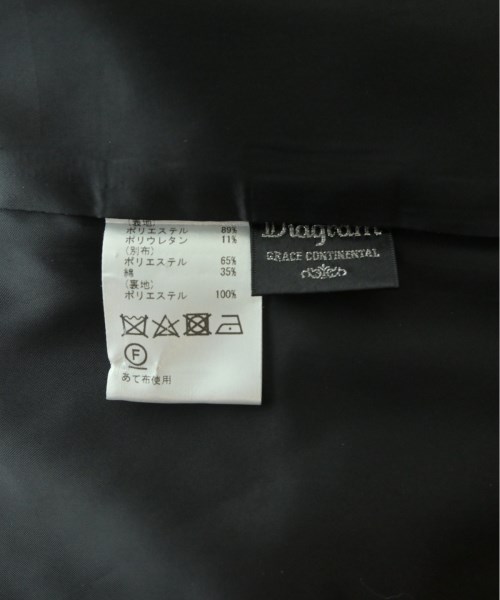 (表地)
ポリエステル 89%
ポリウレタン 11%
(別布)
ポリエステル 65%
綿 35%
(裏地)
ポリエステル 100%
F
あて布使用
Diagram
GRACE CONTINENTAL